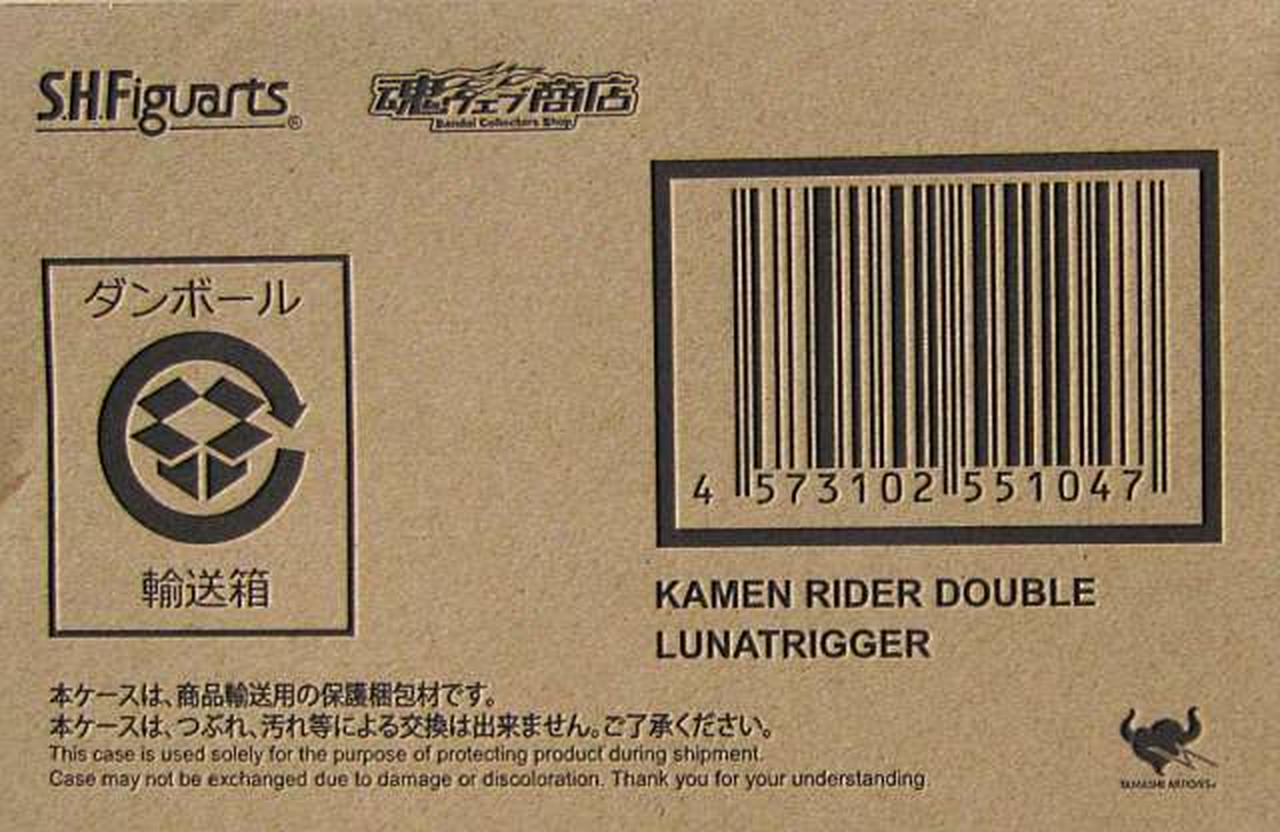 S.H.Figuarts®
魂ウェブ商店
Bandai Collectors Shop
ダンボール
輸送箱
4 573102 551047
KAMEN RIDER DOUBLE
LUNATRIGGER
本ケースは、商品輸送用の保護梱包材です。
本ケースは、つぶれ、汚れ等による交換は出来ません。ご了承ください。
This case is used solely for the purpose of protecting product during shipment.
Case may not be exchanged due to damage or discoloration. Thank you for your understanding.
TAMASHII NATIONS